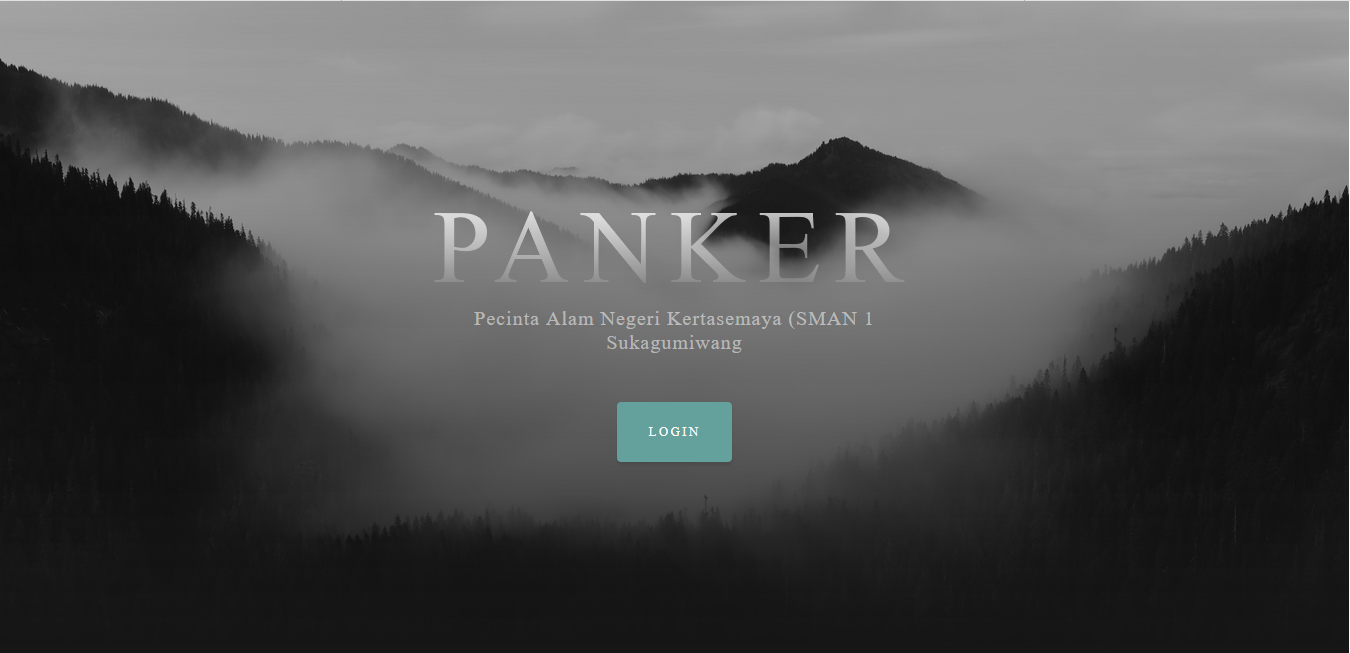 PANKER
Pecinta Alam Negeri Kertasemaya (SMAN 1
Sukagumiwang
LOGIN